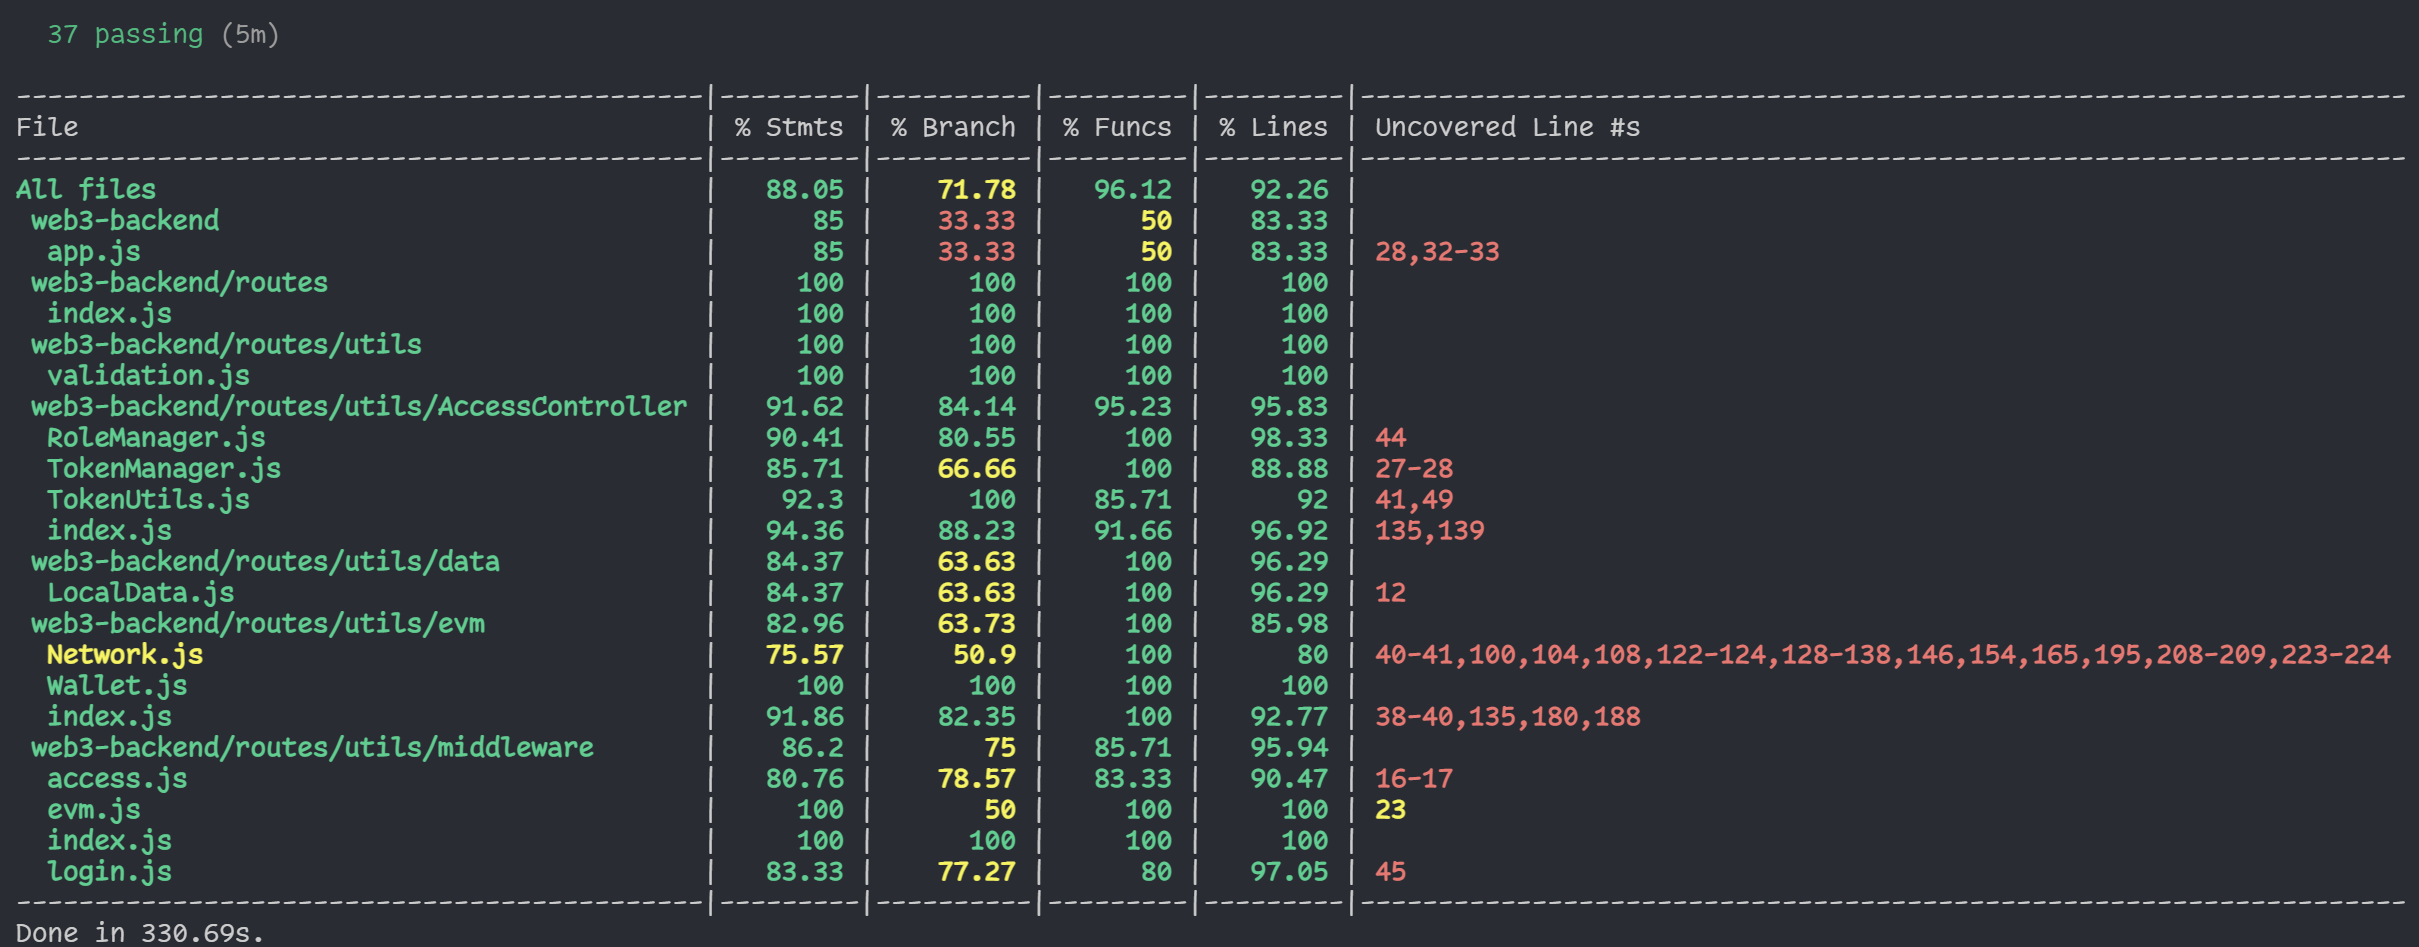 37 passing (5m)
-----------------------------------------|---------|----------|---------|---------|-------------------------------------------------------------------
File                                     | % Stmts | % Branch | % Funcs | % Lines | Uncovered Line #s
-----------------------------------------|---------|----------|---------|---------|-------------------------------------------------------------------
All files                                |   88.05 |    71.78 |   96.12 |   92.26 |
 web3-backend                            |      85 |    33.33 |      50 |   83.33 |
  app.js                                 |      85 |    33.33 |      50 |   83.33 | 28,32-33
 web3-backend/routes                     |     100 |      100 |     100 |     100 |
  index.js                               |     100 |      100 |     100 |     100 |
 web3-backend/routes/utils               |     100 |      100 |     100 |     100 |
  validation.js                          |     100 |      100 |     100 |     100 |
 web3-backend/routes/utils/AccessController |   91.62 |    84.14 |   95.23 |   95.83 |
  RoleManager.js                         |   90.41 |    80.55 |     100 |   98.33 | 44
  TokenManager.js                        |   85.71 |    66.66 |     100 |   88.88 | 27-28
  TokenUtils.js                          |    92.3 |      100 |   85.71 |      92 | 41,49
  index.js                               |   94.36 |    88.23 |   91.66 |   96.92 | 135,139
 web3-backend/routes/utils/data          |   84.37 |    63.63 |     100 |   96.29 |
  LocalData.js                           |   84.37 |    63.63 |     100 |   96.29 | 12
 web3-backend/routes/utils/evm           |   82.96 |    63.73 |     100 |   85.98 |
  Network.js                             |   75.57 |     50.9 |     100 |      80 | 40-41,100,104,108,122-124,128-138,146,154,165,195,208-209,223-224
  Wallet.js                              |     100 |      100 |     100 |     100 |
  index.js                               |   91.86 |    82.35 |     100 |   92.77 | 38-40,135,180,188
 web3-backend/routes/utils/middleware    |    86.2 |       75 |   85.71 |   95.94 |
  access.js                              |   80.76 |    78.57 |   83.33 |   90.47 | 16-17
  evm.js                                 |     100 |       50 |     100 |     100 | 23
  index.js                               |     100 |      100 |     100 |     100 |
  login.js                               |   83.33 |    77.27 |      80 |   97.05 | 45
-----------------------------------------|---------|----------|---------|---------|-------------------------------------------------------------------
Done in 330.69s.